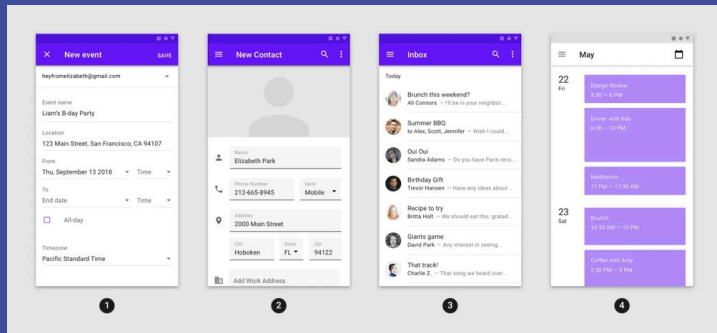 New event
SAVE
heyfromelizabeth@gmail.com
Event name
Liam's B-day Party
Location
123 Main Street, San Francisco, CA 94107
From
Thu, September 13 2018 Time
To
End date Time
All-day
Timezone
Pacific Standard Time
1
New Contact
Name
Elizabeth Park
Phone Number
212-665-8945
label
Mobile
Address
2000 Main Street
City
Hoboken
State
FL
Zip
94122
Add Work Address
2
Inbox
Today
Brunch this weekend?
Ali Connors — I'll be in your neighbor...
Summer BBQ
to Alex, Scott, Jennifer — Wish I could...
Oui Oui
Sandra Adams — Do you have Paris reco...
Birthday Gift
Trevor Hansen — Have any ideas about ...
Recipe to try
Britta Holt — We should eat this: grated...
Giants game
David Park — Any interest in seeing...
That track!
Charlie Z. — That song we heard over...
3
May
22
Fri
Design Review
5:30 – 6 PM
Dinner with Rob
6:30 – 10 PM
Meditation
11 PM – 11:30 AM
23
Sat
Brunch
10:30 AM – 12 PM
Coffee with Amy
2:30 PM – 3 PM
4